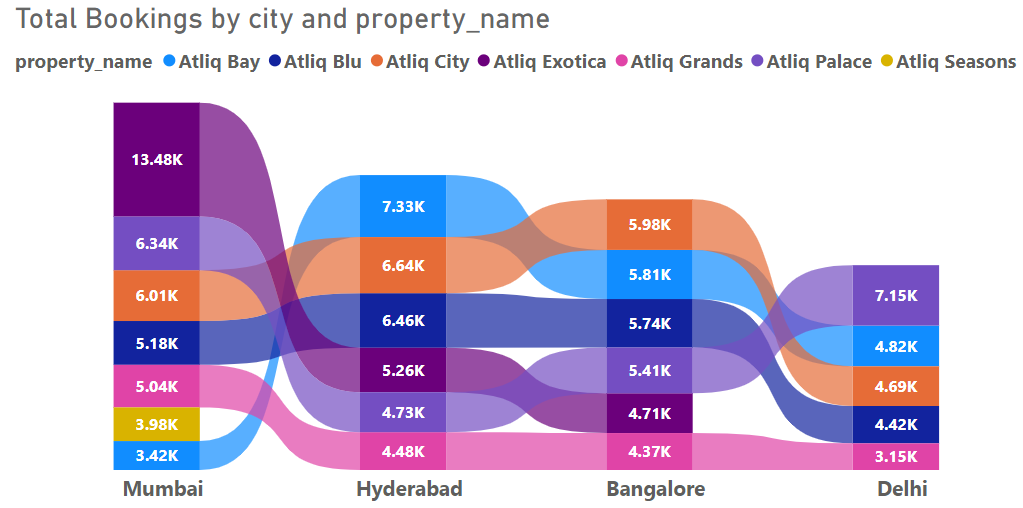 Total Bookings by city and property_name
property_name Atliq Bay Atliq Blu Atliq City Atliq Exotica Atliq Grands Atliq Palace Atliq Seasons
13.48K
6.34K
6.01K
5.18K
5.04K
3.98K
3.42K
7.33K
6.64K
6.46K
5.26K
4.73K
4.48K
5.98K
5.81K
5.74K
5.41K
4.71K
4.37K
7.15K
4.82K
4.69K
4.42K
3.15K
Mumbai Hyderabad Bangalore Delhi